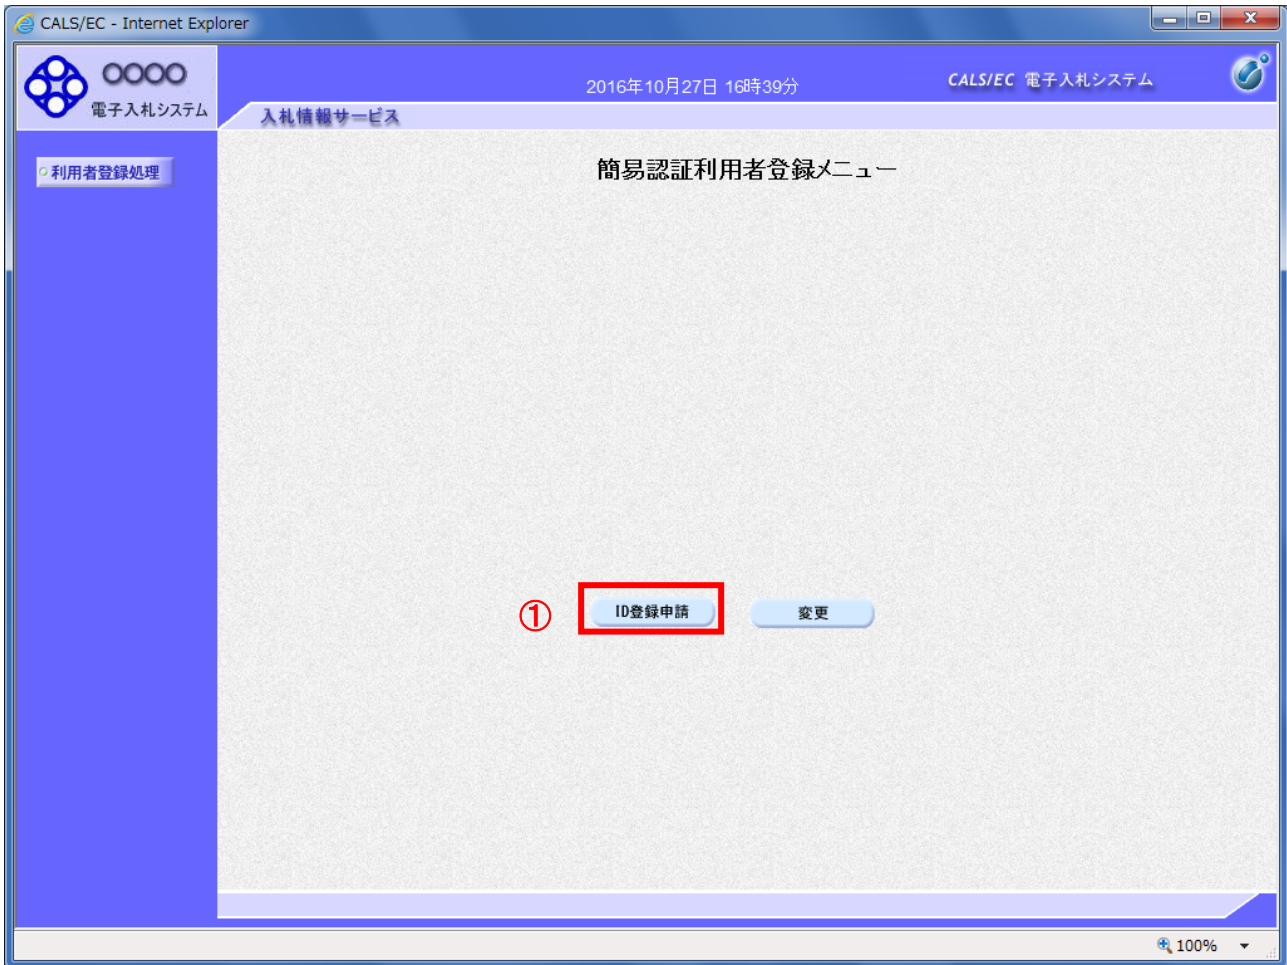 CALS/EC - Internet Explorer
〇〇〇〇
電子入札システム
2016年10月27日 16時39分
CALS/EC 電子入札システム
入札情報サービス
利用者登録処理
簡易認証利用者登録メニュー
①
ID登録申請
変更
100%